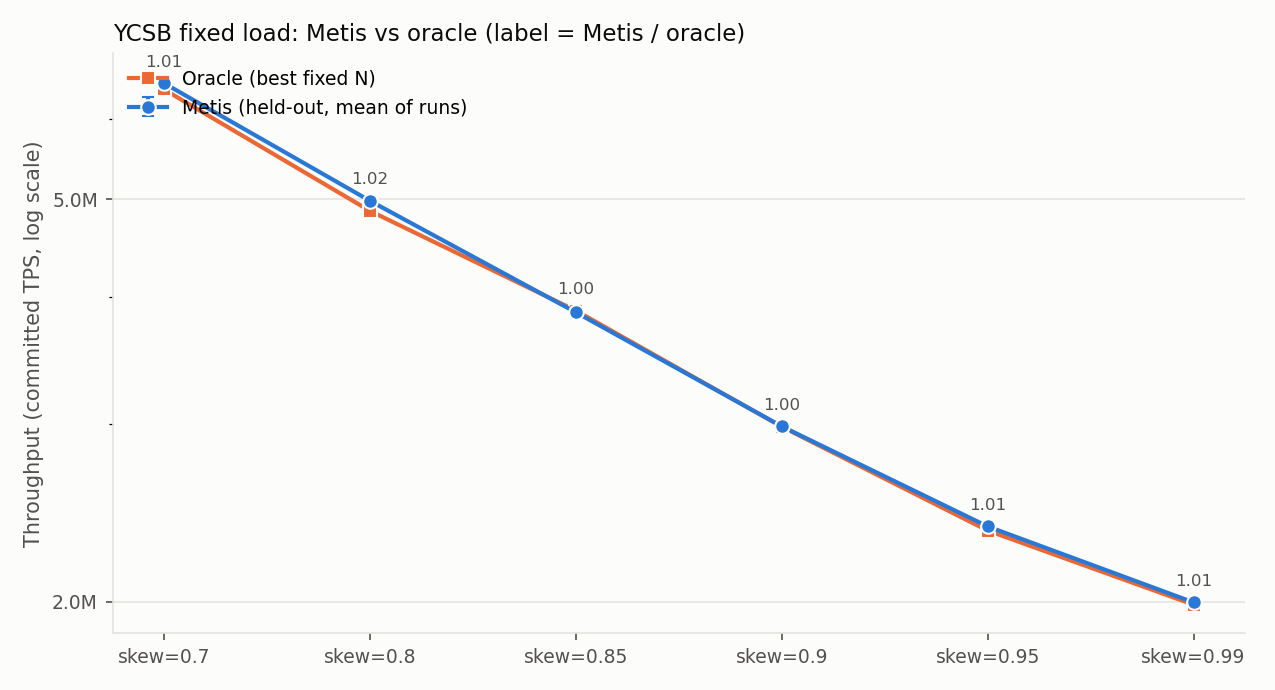 YCSB fixed load: Metis vs oracle (label = Metis / oracle)
1.01
Oracle (best fixed N)
Metis (held-out, mean of runs)
1.02
1.00
1.00
1.01
1.01
Throughput (committed TPS, log scale)
5.0M
2.0M
skew=0.7
skew=0.8
skew=0.85
skew=0.9
skew=0.95
skew=0.99